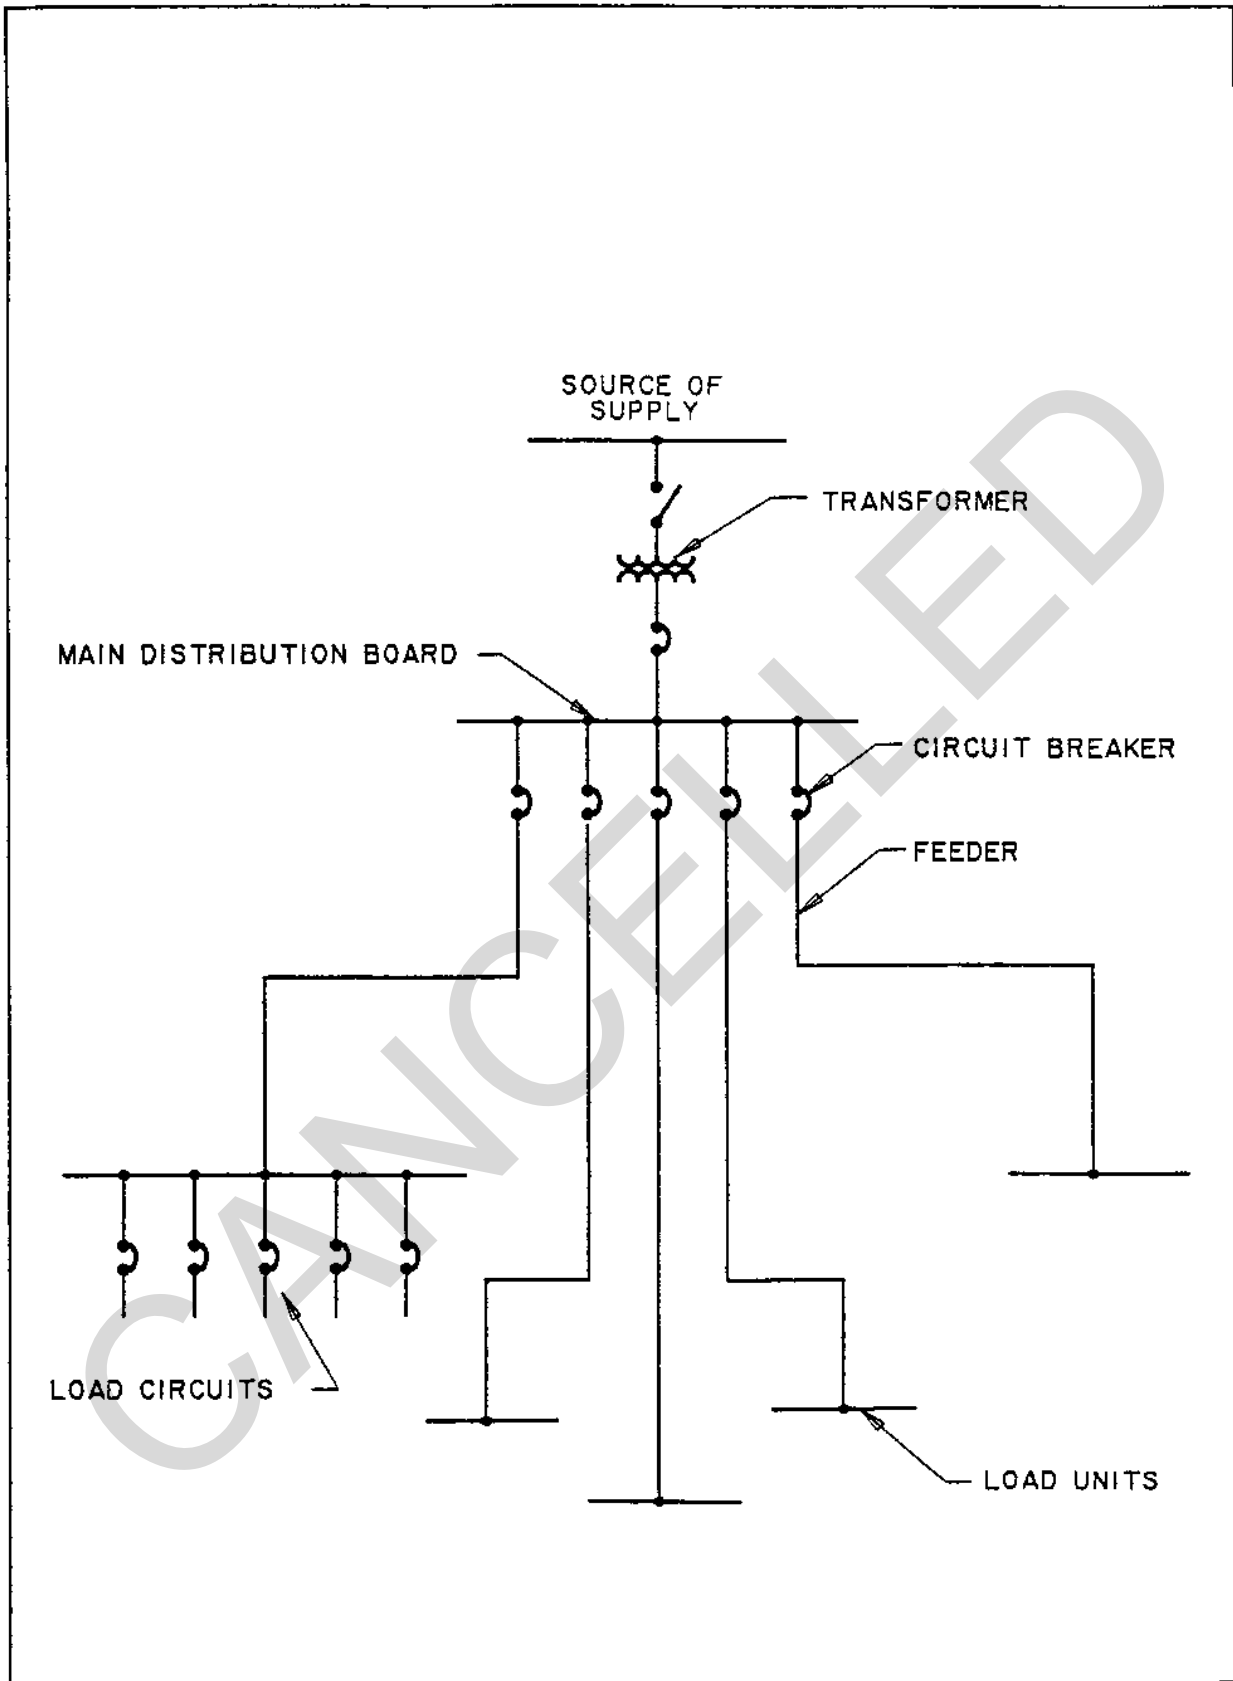 SOURCE OF
SUPPLY
TRANSFORMER
MAIN DISTRIBUTION BOARD
CIRCUIT BREAKER
FEEDER
LOAD CIRCUITS
LOAD UNITS
CANCELLED